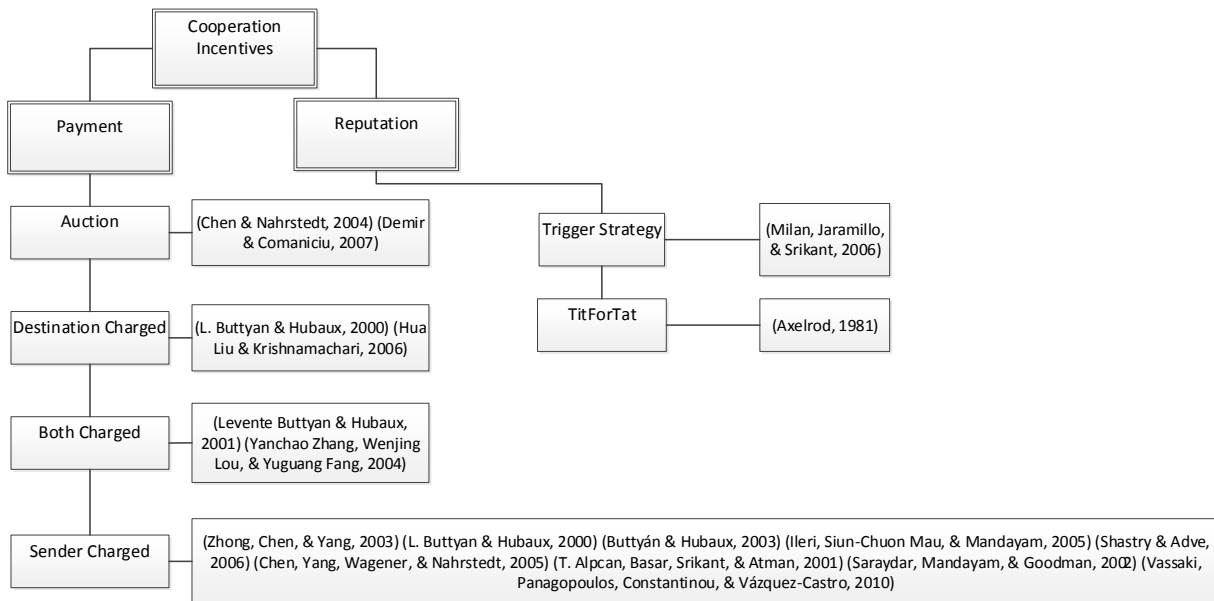 Cooperation
Incentives
Payment
Reputation
Auction
(Chen & Nahrstedt, 2004) (Demir
& Comaniciu, 2007)
Trigger Strategy
(Milan, Jaramillo,
& Srikant, 2006)
Destination Charged
(L. Buttyan & Hubaux, 2000) (Hua
Liu & Krishnamachari, 2006)
TitForTat
(Axelrod, 1981)
Both Charged
(Levente Buttyan & Hubaux,
2001) (Yanchao Zhang, Wenjing
Lou, & Yuguang Fang, 2004)
Sender Charged
(Zhong, Chen, & Yang, 2003) (L. Buttyan & Hubaux, 2000) (Buttyán & Hubaux, 2003) (Ileri, Siun-Chuon Mau, & Mandayam, 2005) (Shastry & Adve,
2006) (Chen, Yang, Wagener, & Nahrstedt, 2005) (T. Alpcan, Basar, Srikant, & Atman, 2001) (Saraydar, Mandayam, & Goodman, 2002) (Vassaki,
Panagopoulos, Constantinou, & Vázquez-Castro, 2010)